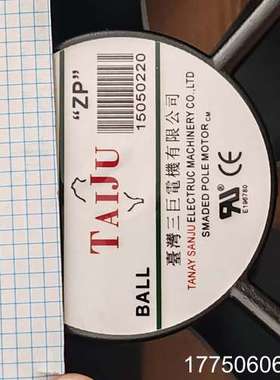 "ZP"
15050220
TAIJU
BALL
臺灣三巨電機有限公司
TANAY SANJU ELECTRUC MACHINERY CO., LTD
SMADED POLE MOTOR CM
E196780
CE
17750606